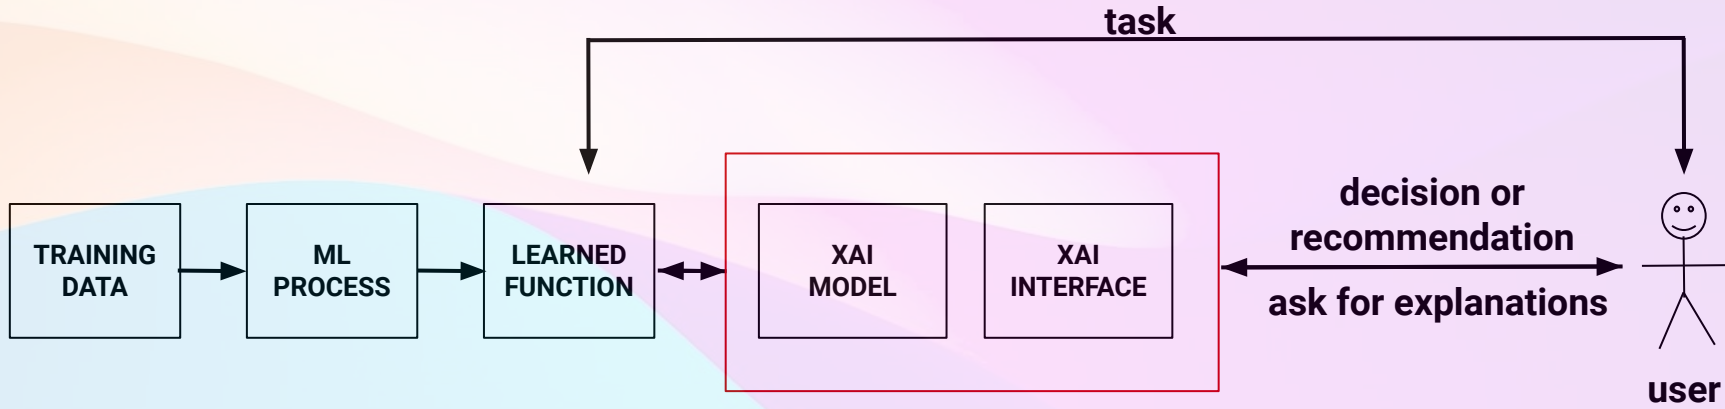 task
TRAINING
DATA
ML
PROCESS
LEARNED
FUNCTION
XAI
MODEL
XAI
INTERFACE
decision or
recommendation
ask for explanations
user